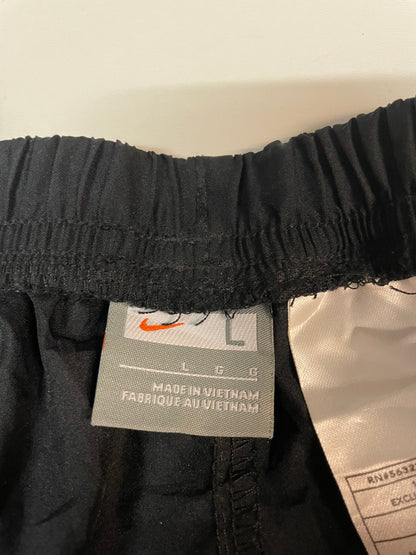 L
L G G
MADE IN VIETNAM
FABRIQUE AU VIETNAM